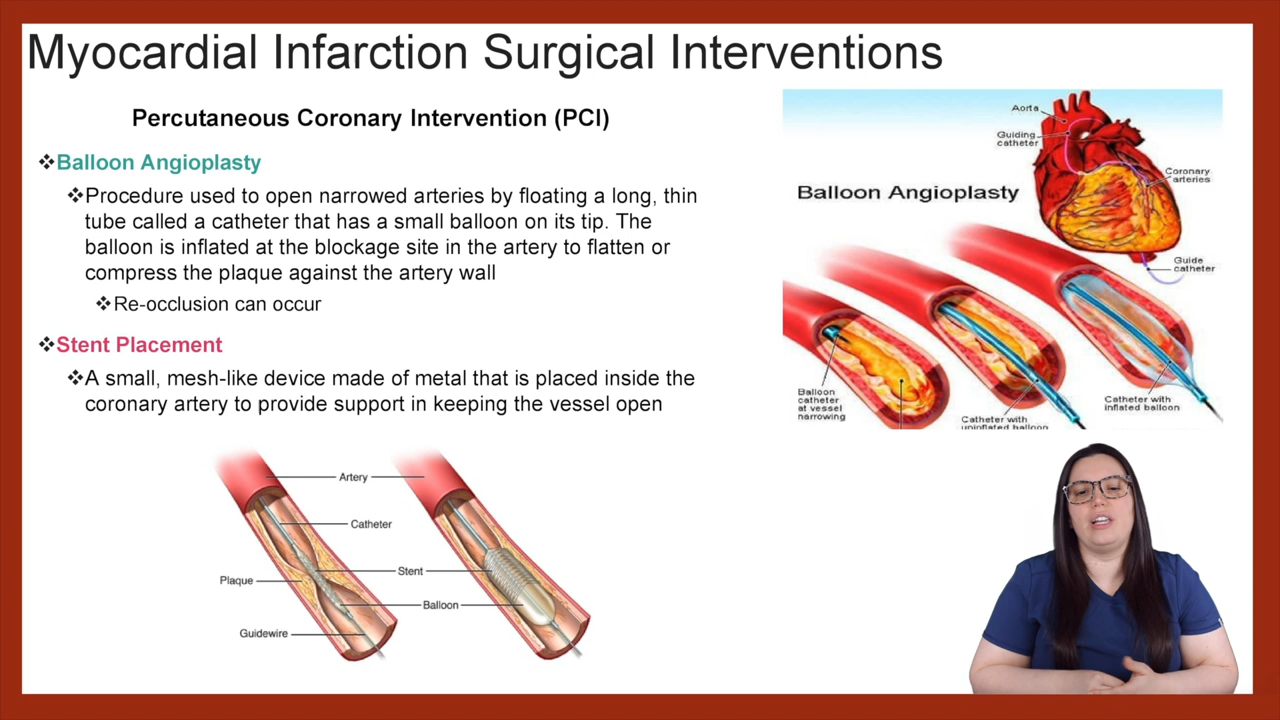 Myocardial Infarction Surgical Interventions
Percutaneous Coronary Intervention (PCI)
❖Balloon Angioplasty
❖Procedure used to open narrowed arteries by floating a long, thin
tube called a catheter that has a small balloon on its tip. The
balloon is inflated at the blockage site in the artery to flatten or
compress the plaque against the artery wall
❖Re-occlusion can occur
❖Stent Placement
❖A small, mesh-like device made of metal that is placed inside the
coronary artery to provide support in keeping the vessel open
Aorta
Guiding
catheter
Coronary
arteries
Balloon Angioplasty
Guide
catheter
Balloon
catheter
at vessel
narrowing
Catheter with
uninflated balloon
Catheter with
inflated balloon
Artery
Catheter
Stent
Plaque
Balloon
Guidewire